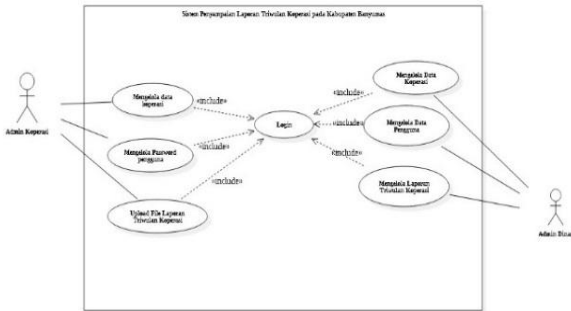 Sistem Penyampaian Laporan Triwulan Koperasi pada Kabupaten Banyumas
Mengelola data
koperasi
«include»
Mengelola Data
Koperasi
«include»
Admin Koperasi
Login
«include»
Mengelola Data
Pengguna
Mengelola Password
pengguna
«include»
«include»
«include»
Mengelola Laporan
Triwulan Koperasi
Upload File Laporan
Triwulan Koperasi
Admin Dinas